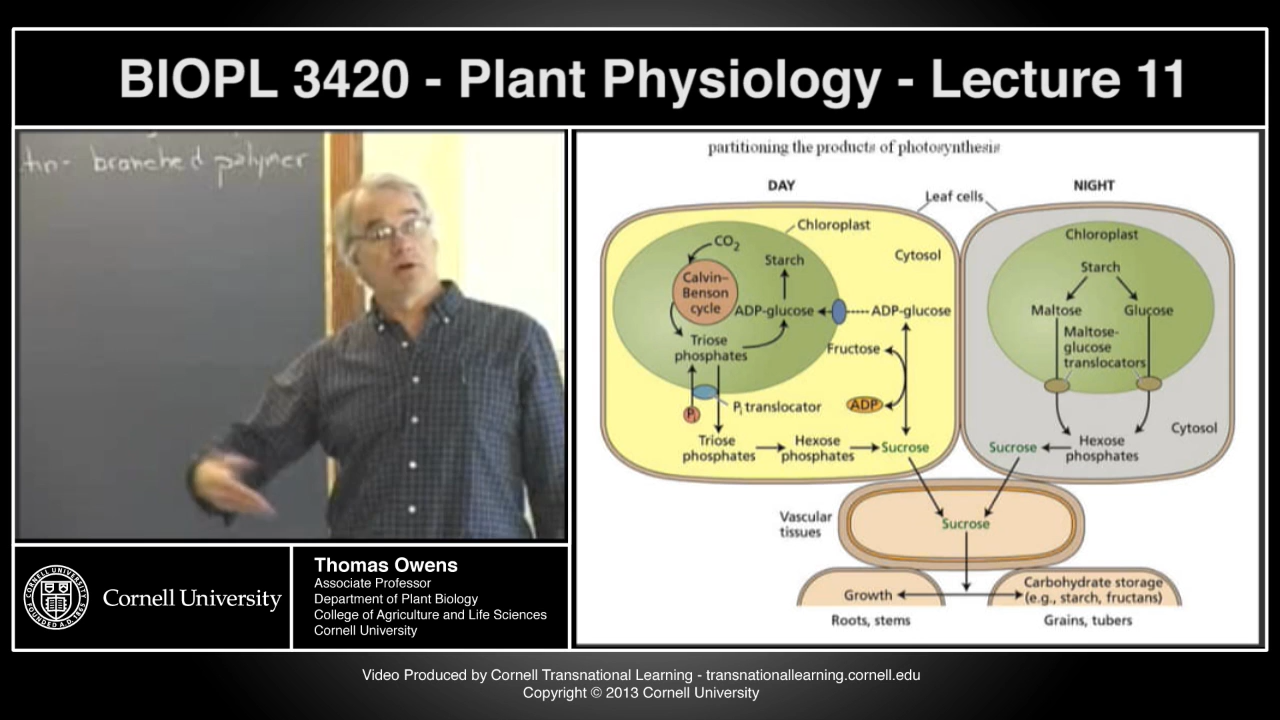 BIOPL 3420 - Plant Physiology - Lecture 11
branched polymer
partitioning the products of photosynthesis
DAY
NIGHT
Leaf cells
Chloroplast
Chloroplast
CO2
Cytosol
Starch
Starch
Calvin–
Benson
cycle
ADP-glucose
ADP-glucose
Maltose
Glucose
Maltose-
glucose
translocators
Triose
phosphates
Fructose
Pi
Pi translocator
ADP
Cytosol
Triose
phosphates
Hexose
phosphates
Sucrose
Sucrose
Hexose
phosphates
Vascular
tissues
Sucrose
Growth
Carbohydrate storage
(e.g., starch, fructans)
Roots, stems
Grains, tubers
CORNELL UNIVERSITY
FOUNDED A.D. 1865
Cornell University
Thomas Owens
Associate Professor
Department of Plant Biology
College of Agriculture and Life Sciences
Cornell University
Video Produced by Cornell Transnational Learning - transnationallearning.cornell.edu
Copyright © 2013 Cornell University